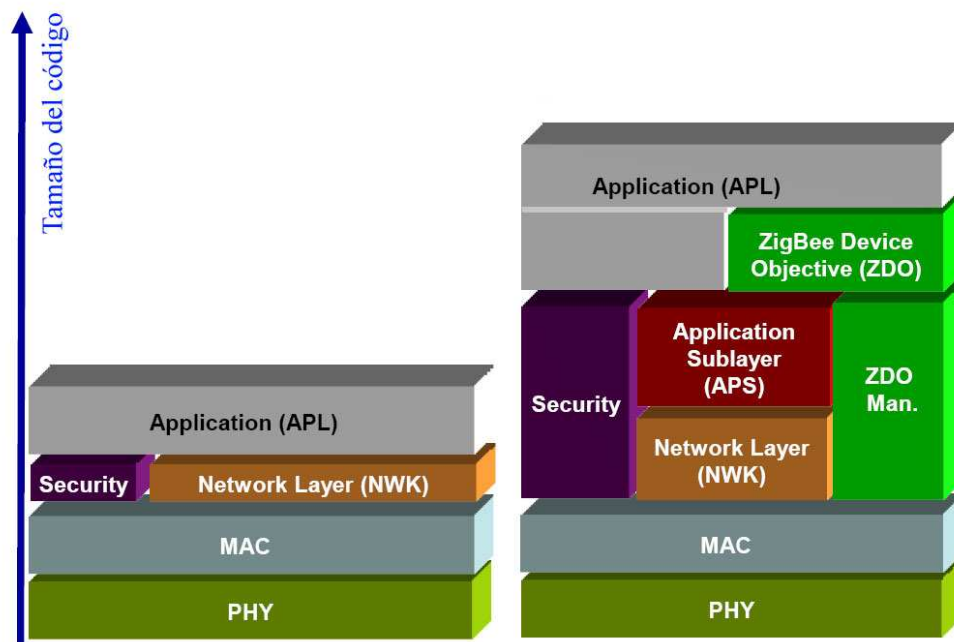 Tamaño del código
Application (APL)
Security
Network Layer (NWK)
MAC
PHY
Application (APL)
ZigBee Device
Objective (ZDO)
Security
Application
Sublayer
(APS)
ZDO
Man.
Network Layer
(NWK)
MAC
PHY